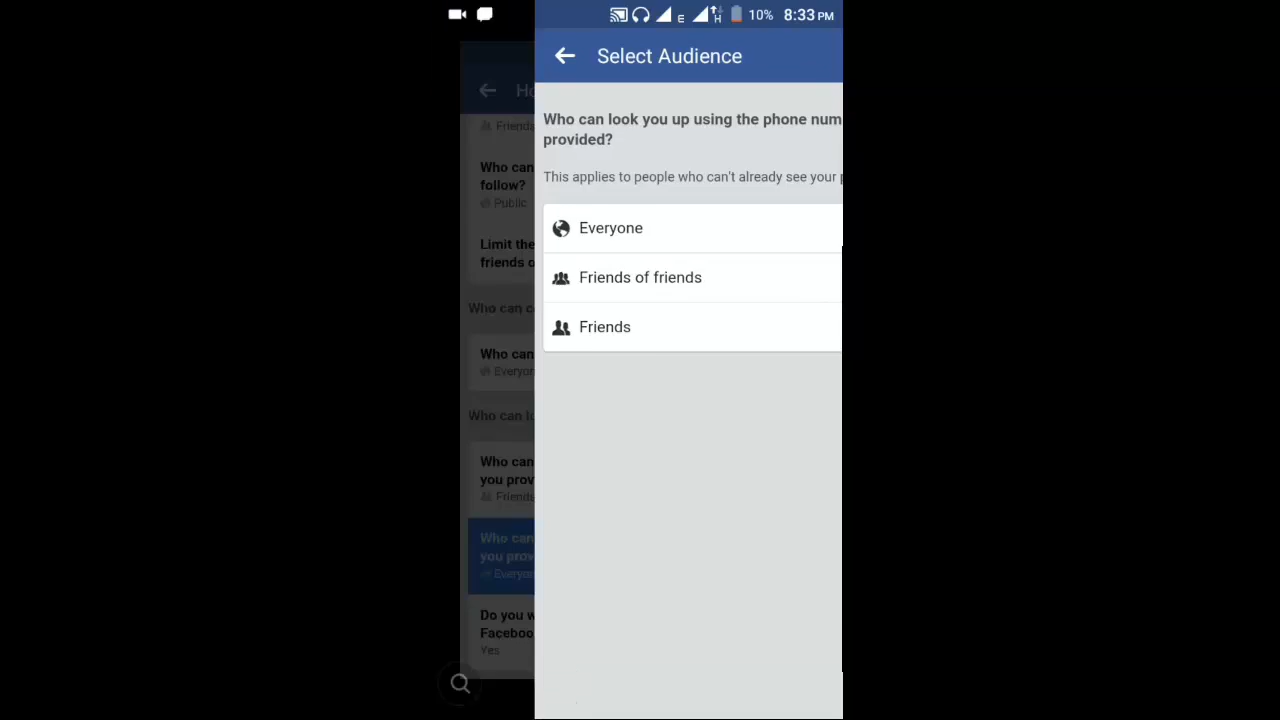 10% 8:33 PM
Select Audience
Who can look you up using the phone num
provided?
This applies to people who can't already see your
Everyone
Friends of friends
Friends
Ho
Friends
Who can
follow?
Public
Limit the
friends o
Who can c
Who can
Everyon
Who can lo
Who can
you prov
Friends
Who can
you prov
Everyon
Do you w
Faceboo
Yes